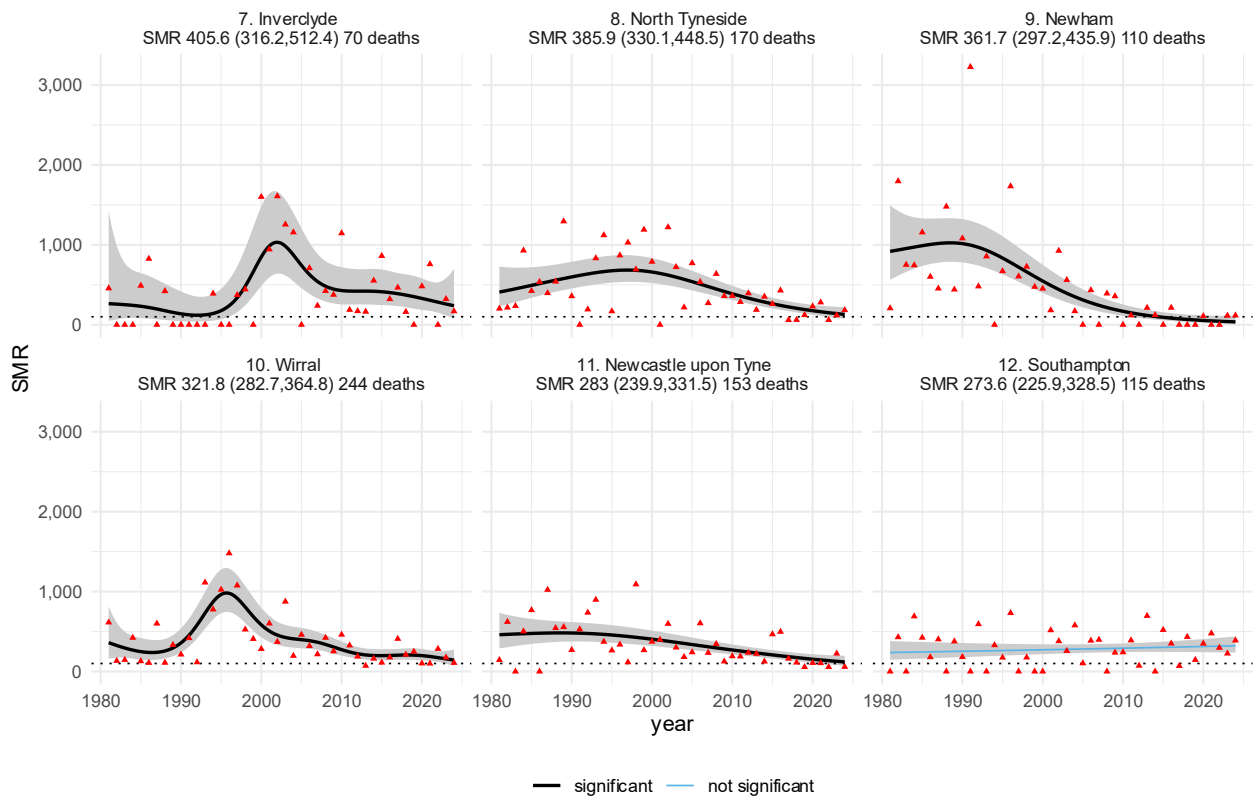 7. Inverclyde
SMR 405.6 (316.2,512.4) 70 deaths
8. North Tyneside
SMR 385.9 (330.1,448.5) 170 deaths
9. Newham
SMR 361.7 (297.2,435.9) 110 deaths
3,000
2,000
1,000
0
SMR
10. Wirral
SMR 321.8 (282.7,364.8) 244 deaths
11. Newcastle upon Tyne
SMR 283 (239.9,331.5) 153 deaths
12. Southampton
SMR 273.6 (225.9,328.5) 115 deaths
3,000
2,000
1,000
0
1980 1990 2000 2010 2020 1980 1990 2000 2010 2020 1980 1990 2000 2010 2020
year
significant not significant